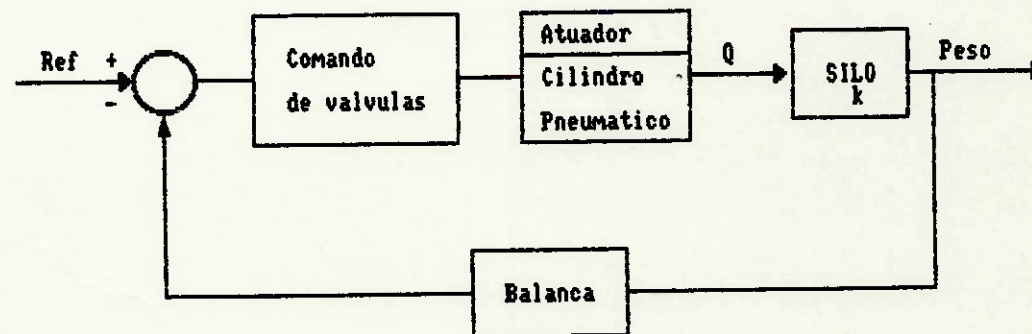 Ref +
-
Comando
de valvulas
Atuador
Cilindro
Pneumatico
Q
SILO
k
Peso
Balanca